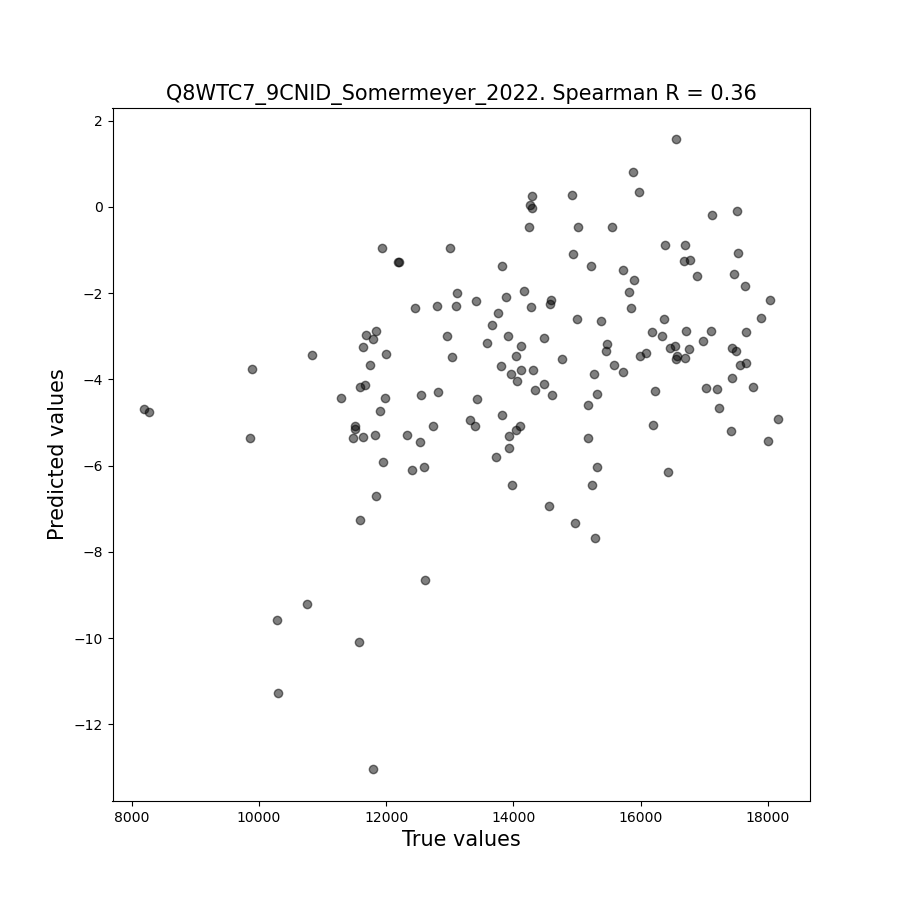 Q8WTC7_9CNID_Somermeyer_2022. Spearman R = 0.36
2
0
−2
−4
−6
−8
−10
−12
Predicted values
8000 10000 12000 14000 16000 18000
True values